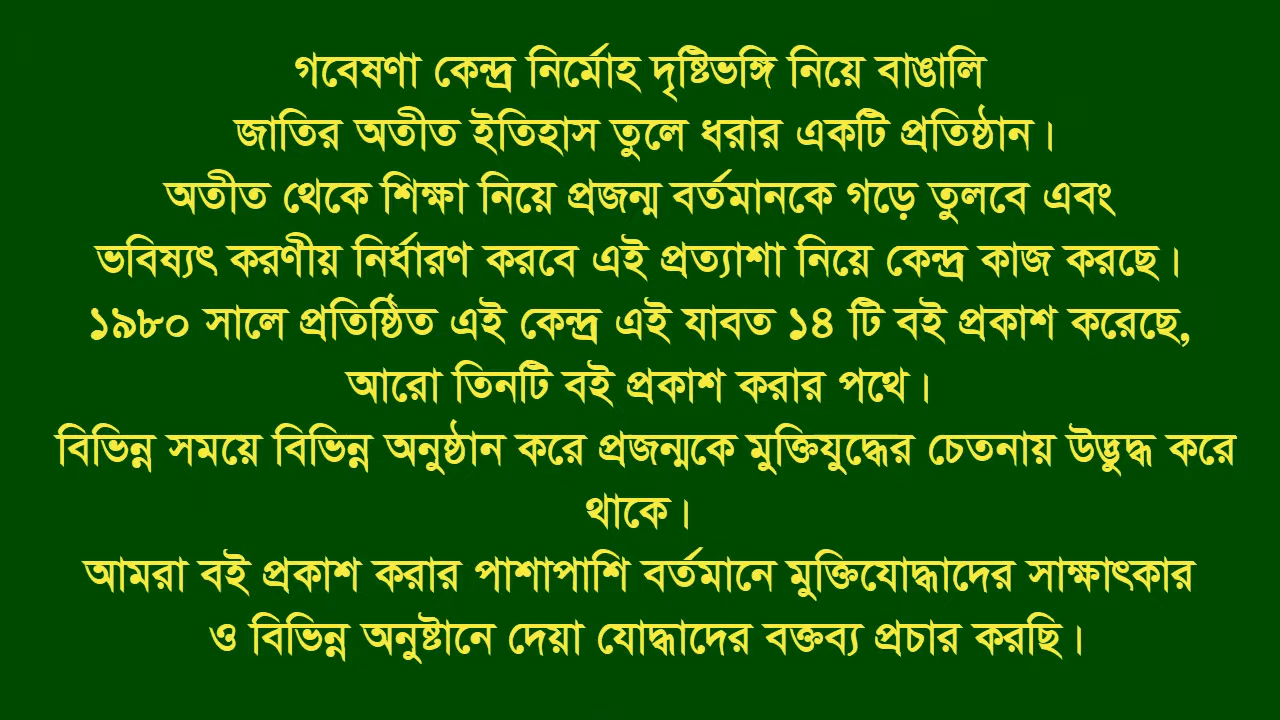 গবেষণা কেন্দ্র নির্মোহ দৃষ্টিভঙ্গি নিয়ে বাঙালি
জাতির অতীত ইতিহাস তুলে ধরার একটি প্রতিষ্ঠান।
অতীত থেকে শিক্ষা নিয়ে প্রজন্ম বর্তমানকে গড়ে তুলবে এবং
ভবিষ্যৎ করণীয় নির্ধারণ করবে এই প্রত্যাশা নিয়ে কেন্দ্র কাজ করছে।
১৯৮০ সালে প্রতিষ্ঠিত এই কেন্দ্র এই যাবত ১৪ টি বই প্রকাশ করেছে,
আরো তিনটি বই প্রকাশ করার পথে।
বিভিন্ন সময়ে বিভিন্ন অনুষ্ঠান করে প্রজন্মকে মুক্তিযুদ্ধের চেতনায় উদ্ভুদ্ধ করে
থাকে।
আমরা বই প্রকাশ করার পাশাপাশি বর্তমানে মুক্তিযোদ্ধাদের সাক্ষাৎকার
ও বিভিন্ন অনুষ্টানে দেয়া যোদ্ধাদের বক্তব্য প্রচার করছি।